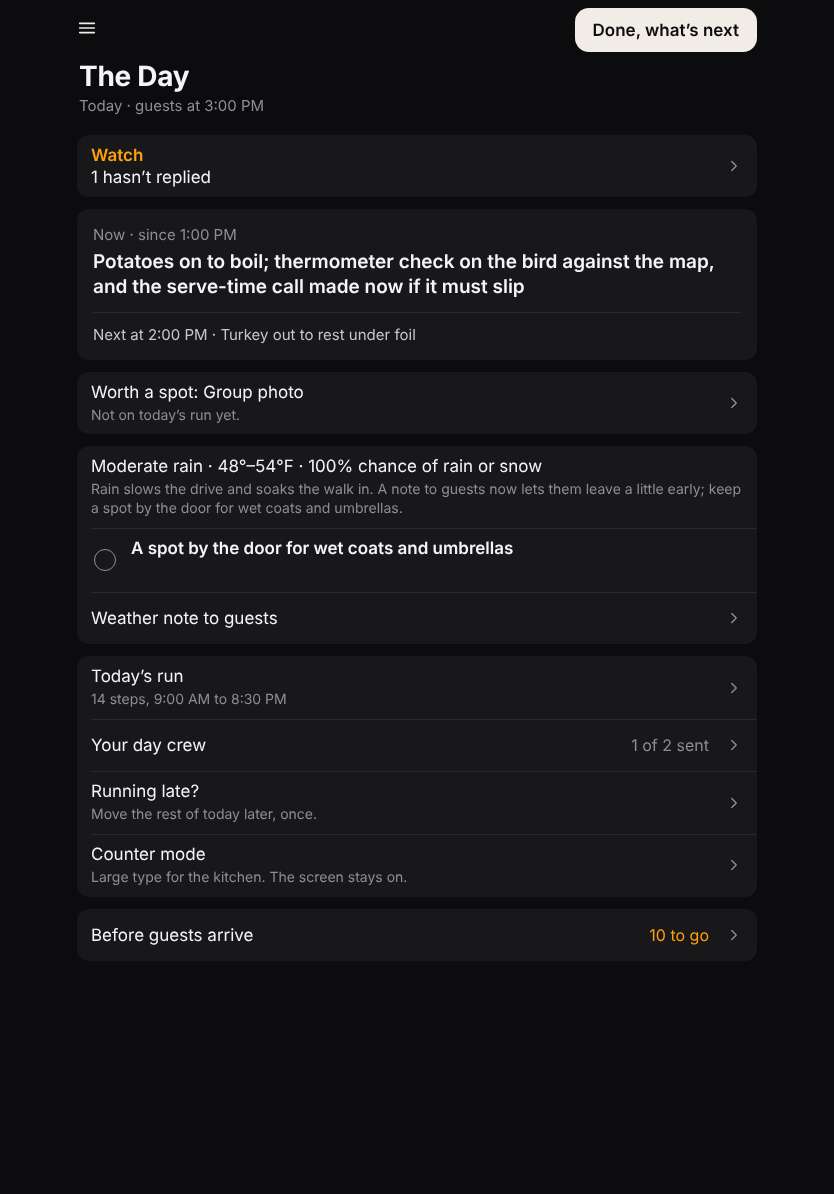 Done, what’s next
The Day
Today · guests at 3:00 PM
Watch
1 hasn’t replied
Now · since 1:00 PM
Potatoes on to boil; thermometer check on the bird against the map,
and the serve-time call made now if it must slip
Next at 2:00 PM · Turkey out to rest under foil
Worth a spot: Group photo
Not on today’s run yet.
Moderate rain · 48°–54°F · 100% chance of rain or snow
Rain slows the drive and soaks the walk in. A note to guests now lets them leave a little early; keep
a spot by the door for wet coats and umbrellas.
A spot by the door for wet coats and umbrellas
Weather note to guests
Today’s run
14 steps, 9:00 AM to 8:30 PM
Your day crew
1 of 2 sent
Running late?
Move the rest of today later, once.
Counter mode
Large type for the kitchen. The screen stays on.
Before guests arrive
10 to go